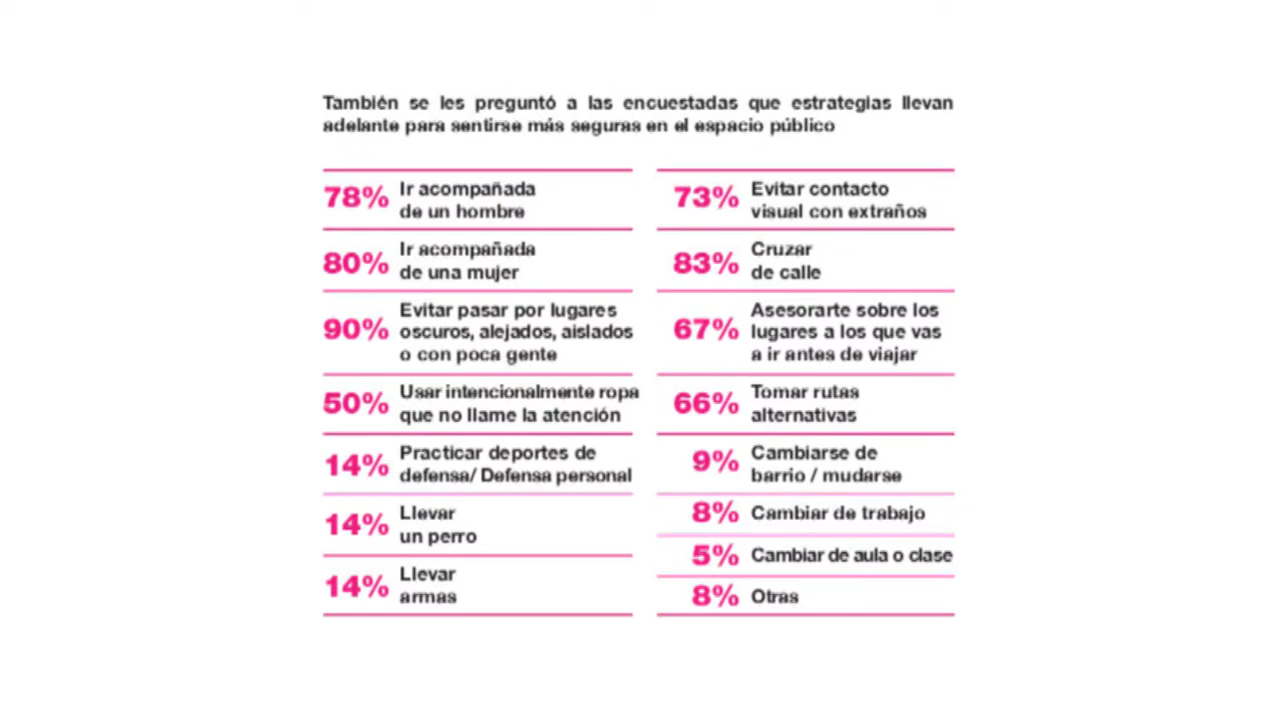 También se les preguntó a las encuestadas que estrategias llevan
adelante para sentirse más seguras en el espacio público
78% Ir acompañada
de un hombre
80% Ir acompañada
de una mujer
90% Evitar pasar por lugares
oscuros, alejados, aislados
o con poca gente
50% Usar intencionalmente ropa
que no llame la atención
14% Practicar deportes de
defensa/ Defensa personal
14% Llevar
un perro
14% Llevar
armas
73% Evitar contacto
visual con extraños
83% Cruzar
de calle
67% Asesorarte sobre los
lugares a los que vas
a ir antes de viajar
66% Tomar rutas
alternativas
9% Cambiarse de
barrio / mudarse
8% Cambiar de trabajo
5% Cambiar de aula o clase
8% Otras